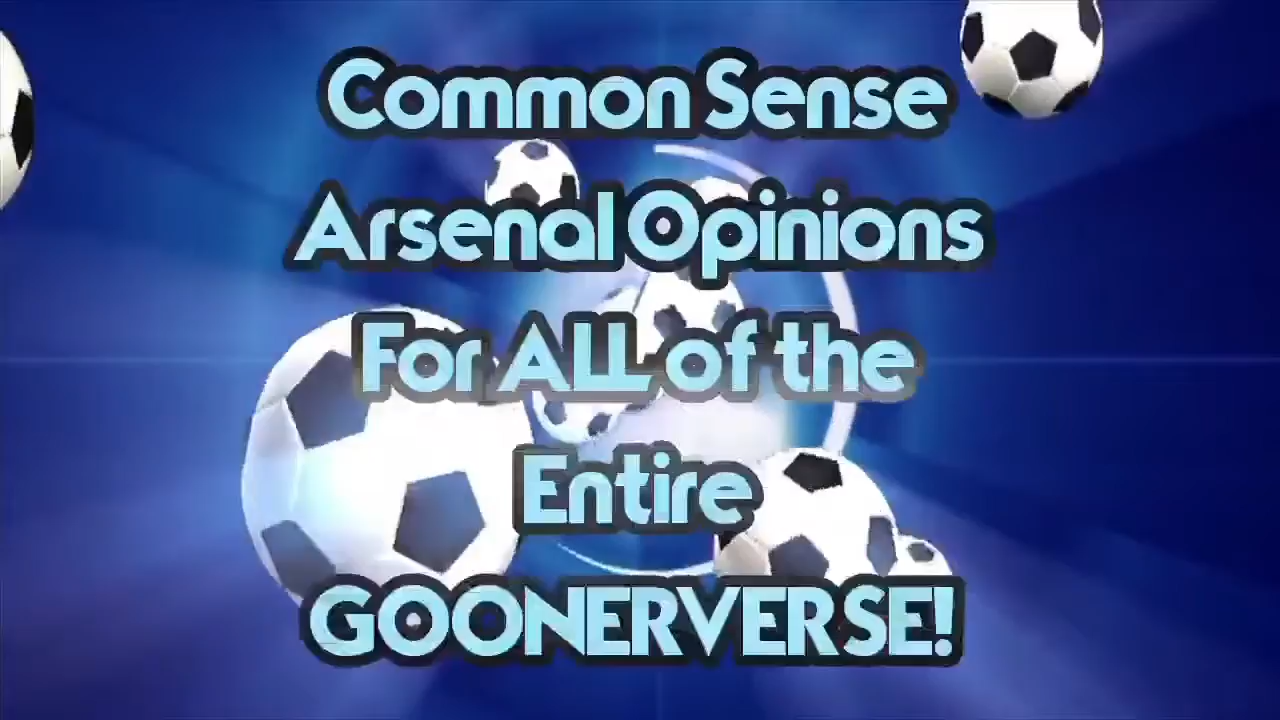 Common Sense
Arsenal Opinions
For ALL of the
Entire
GOONERVERSE!